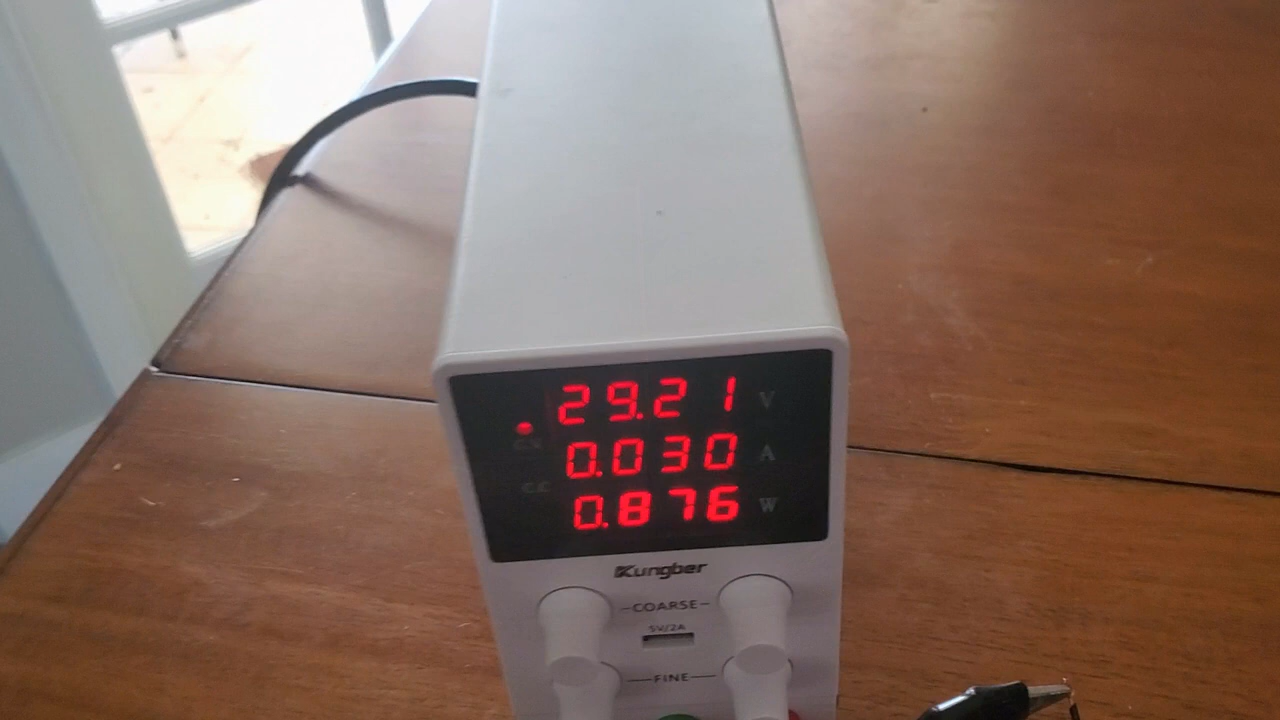 29.21 V
C.V.
0.030 A
C.C
0.876 W
Kungber
COARSE
5V/2A
FINE